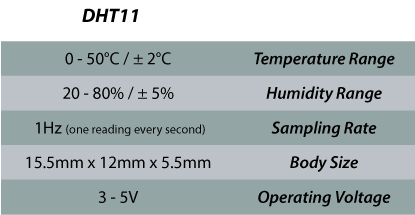 DHT11
0 - 50°C / ± 2°C Temperature Range
20 - 80% / ± 5% Humidity Range
1Hz (one reading every second) Sampling Rate
15.5mm x 12mm x 5.5mm Body Size
3 - 5V Operating Voltage